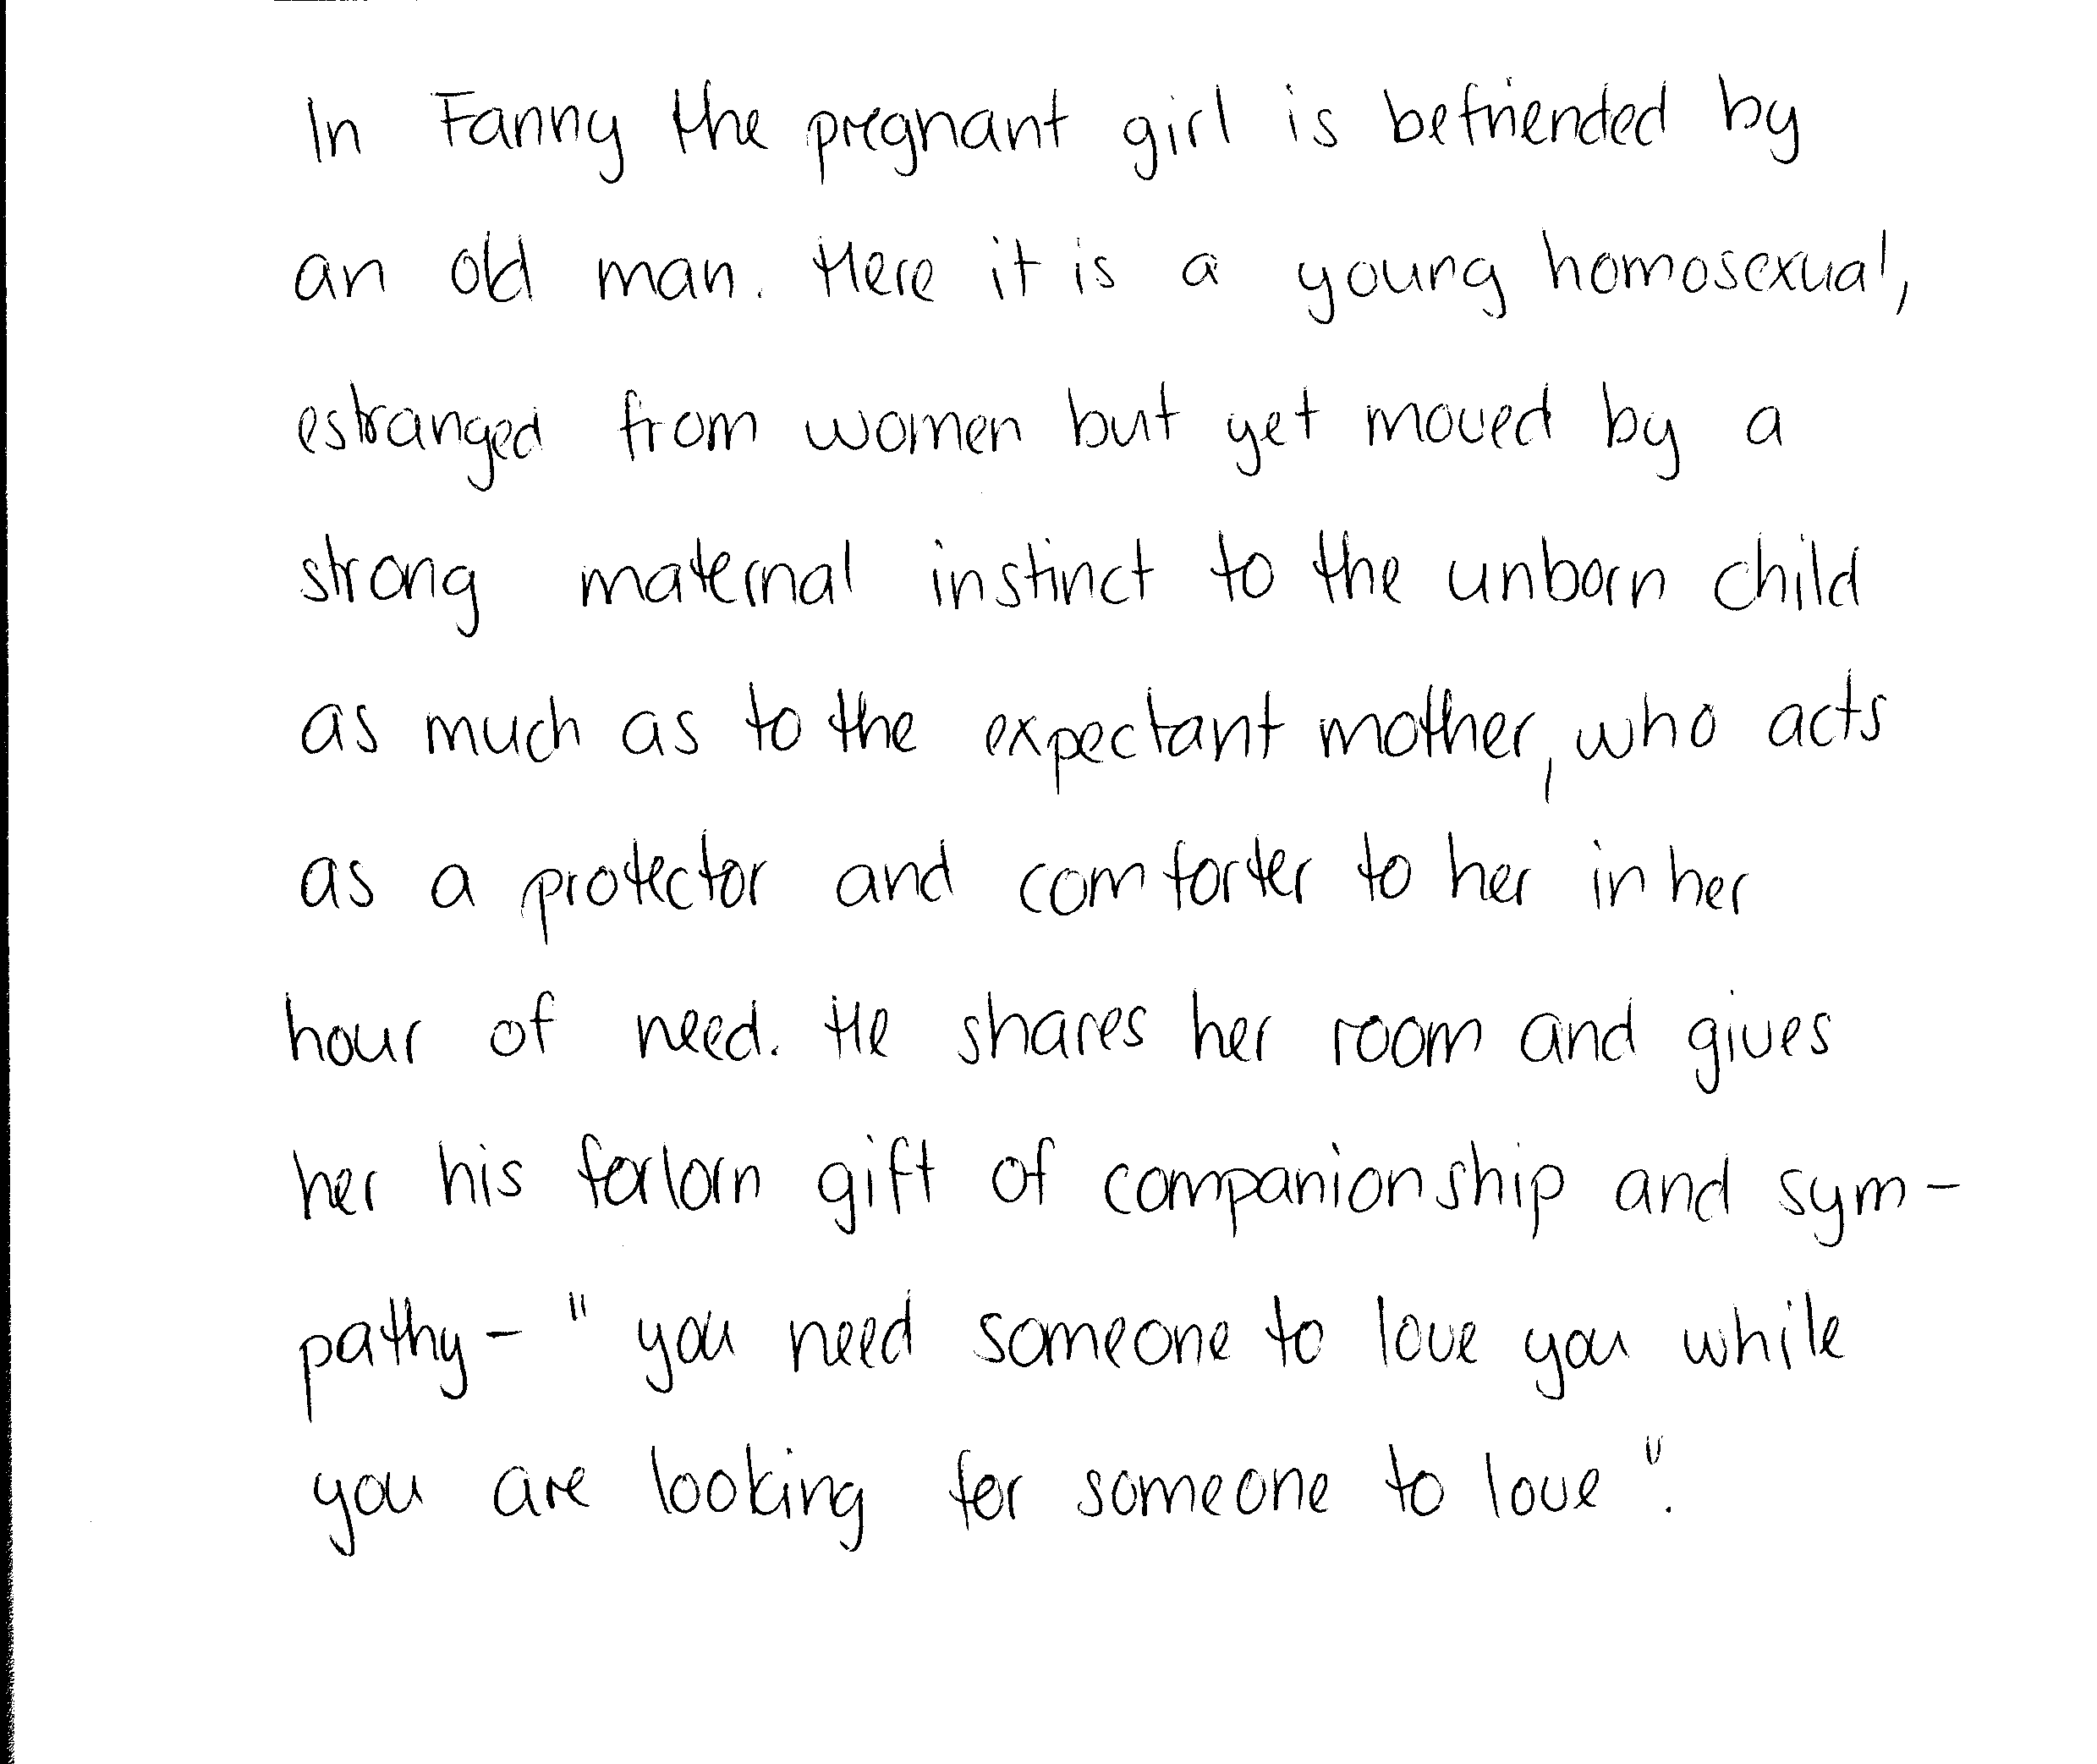 In Fanny the pregnant girl is befriended by
an old man. Here it is a young homosexual,
estranged from women but yet moved by a
strong maternal instinct to the unborn child
as much as to the expectant mother, who acts
as a protector and comforter to her in her
hour of need. He shares her room and gives
her his forlorn gift of companionship and sym-
pathy - "you need someone to love you while
you are looking for someone to love".